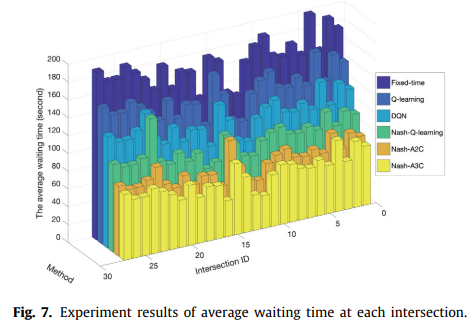 200
180
160
140
120
100
80
60
40
20
0
The average waiting time (second)
Method
30
25
20
15
10
5
0
Intersection ID
Fixed-time
Q-learning
DQN
Nash-Q-learning
Nash-A2C
Nash-A3C
Fig. 7. Experiment results of average waiting time at each intersection.